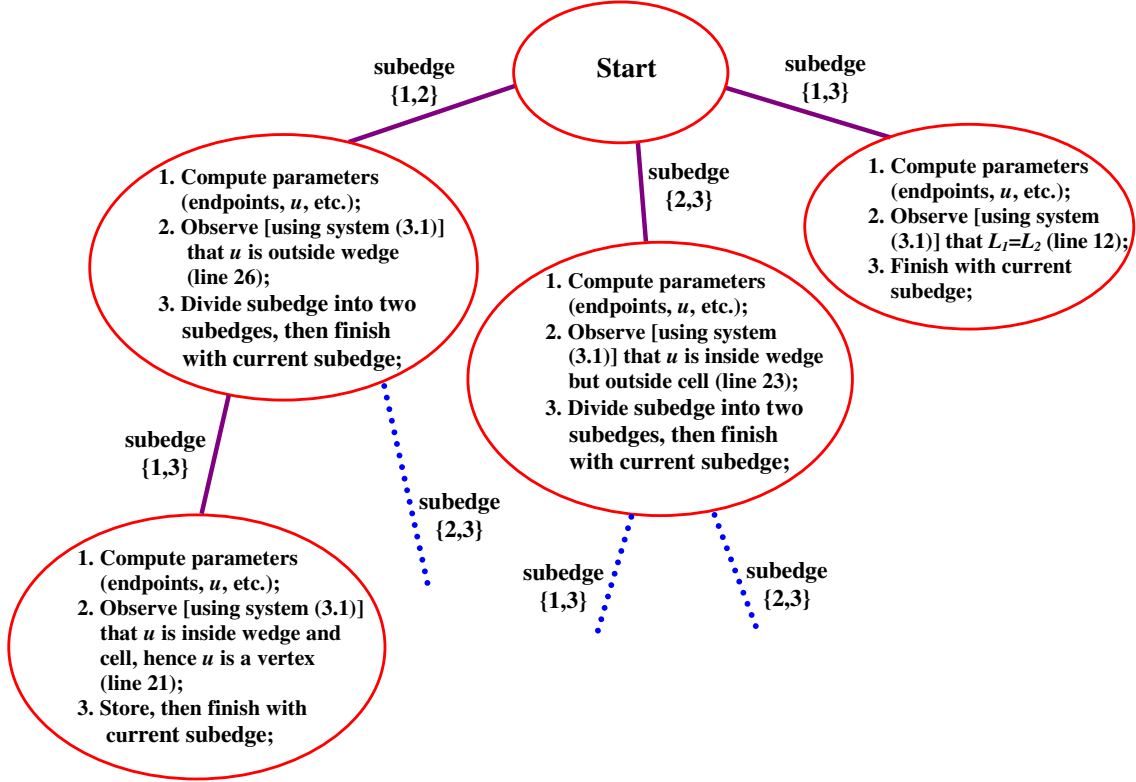 Start
subedge
{1,2}
subedge
{2,3}
subedge
{1,3}
1. Compute parameters
(endpoints, u, etc.);
2. Observe [using system (3.1)]
that u is outside wedge
(line 26);
3. Divide subedge into two
subedges, then finish
with current subedge;
1. Compute parameters
(endpoints, u, etc.);
2. Observe [using system
(3.1)] that u is inside wedge
but outside cell (line 23);
3. Divide subedge into two
subedges, then finish
with current subedge;
1. Compute parameters
(endpoints, u, etc.);
2. Observe [using system
(3.1)] that L1=L2 (line 12);
3. Finish with current
subedge;
subedge
{1,3}
subedge
{2,3}
subedge
{1,3}
subedge
{2,3}
1. Compute parameters
(endpoints, u, etc.);
2. Observe [using system (3.1)]
that u is inside wedge and
cell, hence u is a vertex
(line 21);
3. Store, then finish with
current subedge;